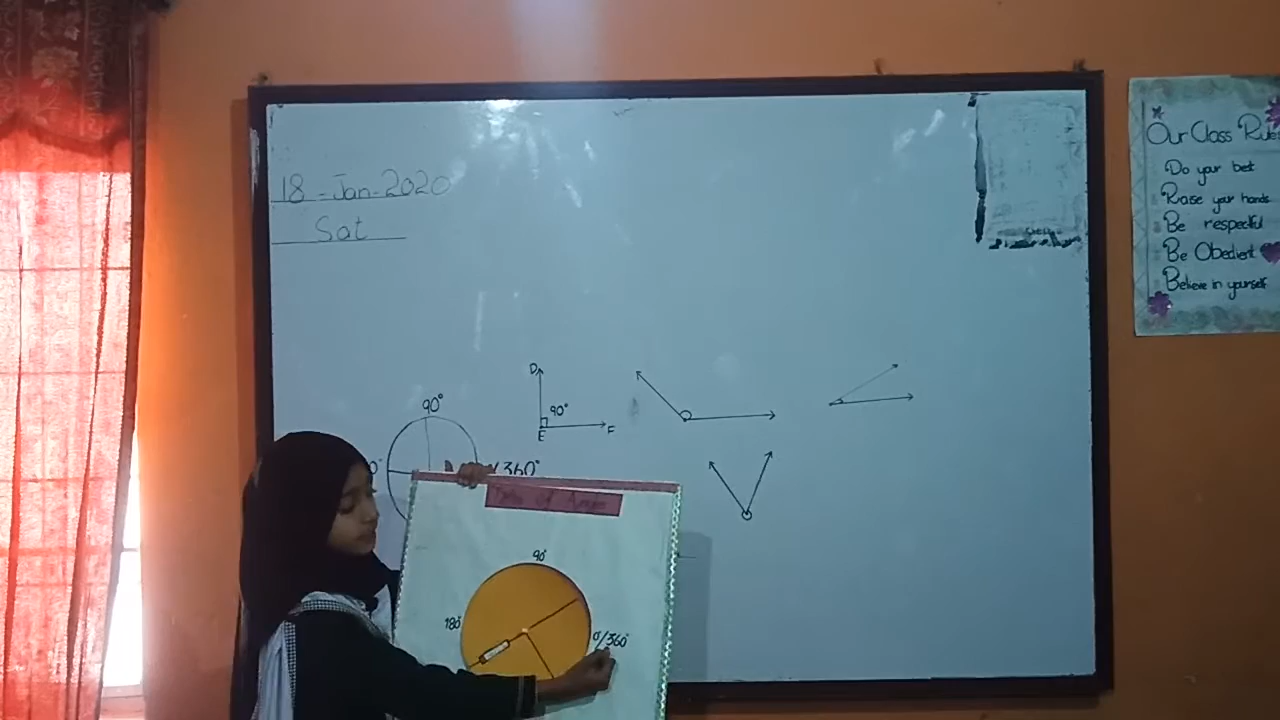 18-Jan-2020
Sat
Our Class Rules
Do your best
Raise your hands
Be respectful
Be Obedient
Believe in yourself
90°
D
90°
E
F
/360°
90°
180°
0°/360°